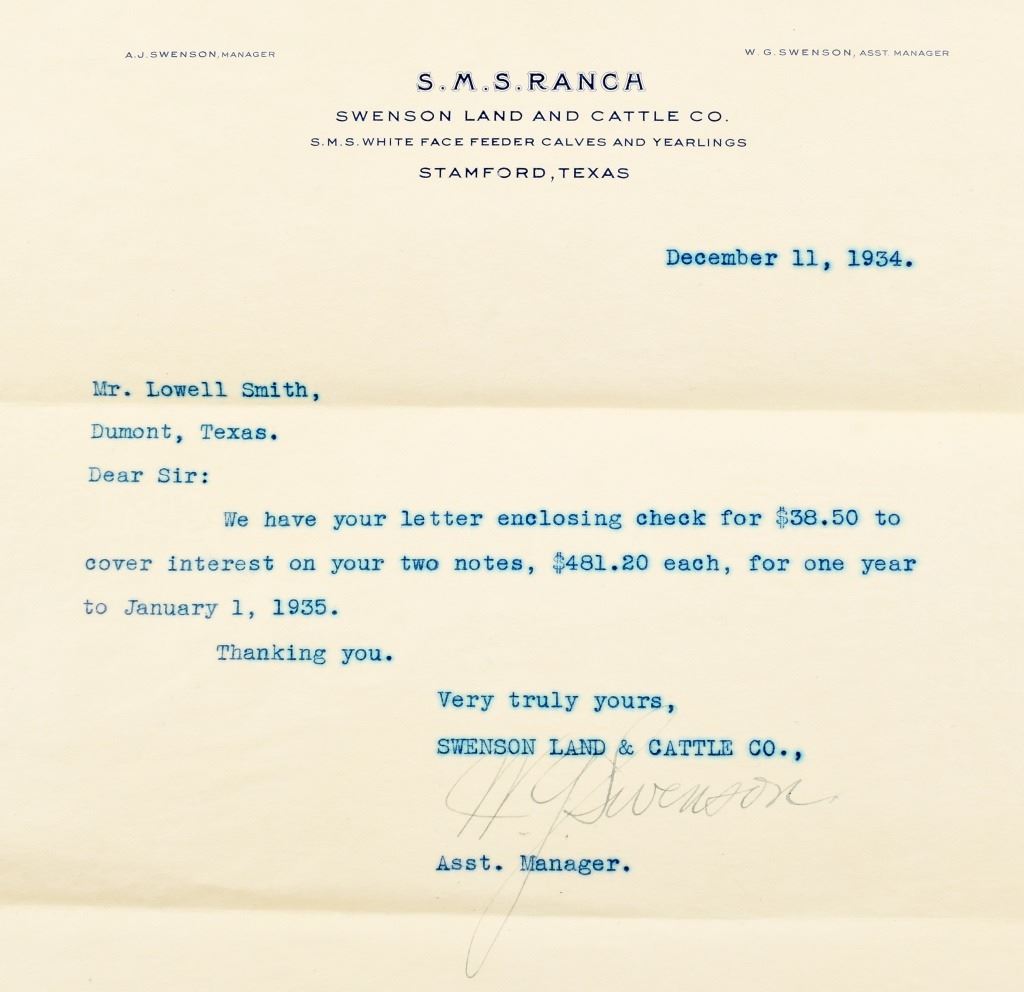 A.J. SWENSON, MANAGER
W. G. SWENSON, ASST. MANAGER
S.M.S. RANCH
SWENSON LAND AND CATTLE CO.
S.M.S. WHITE FACE FEEDER CALVES AND YEARLINGS
STAMFORD, TEXAS
December 11, 1934.
Mr. Lowell Smith,
Dumont, Texas.
Dear Sir:
We have your letter enclosing check for $38.50 to
cover interest on your two notes, $481.20 each, for one year
to January 1, 1935.
Thanking you.
Very truly yours,
SWENSON LAND & CATTLE CO.,
W. G. Swenson
Asst. Manager.